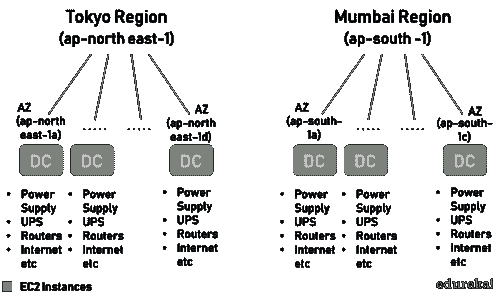 Tokyo Region
(ap-north east-1)
Mumbai Region
(ap-south -1)
AZ
(ap-north
east-1a)
......
......
AZ
(ap-north
east-1d)
AZ
(ap-south-
1a)
......
......
AZ
(ap-south-
1c)
DC
DC
DC
DC
DC
DC
• Power
Supply
• UPS
• Routers
• Internet
etc
• Power
Supply
• UPS
• Routers
• Internet
etc
• Power
Supply
• UPS
• Routers
• Internet
etc
• Power
Supply
• UPS
• Routers
• Internet
etc
• Power
Supply
• UPS
• Routers
• Internet
etc
• Power
Supply
• UPS
• Routers
• Internet
etc
EC2 Instances
edureka!